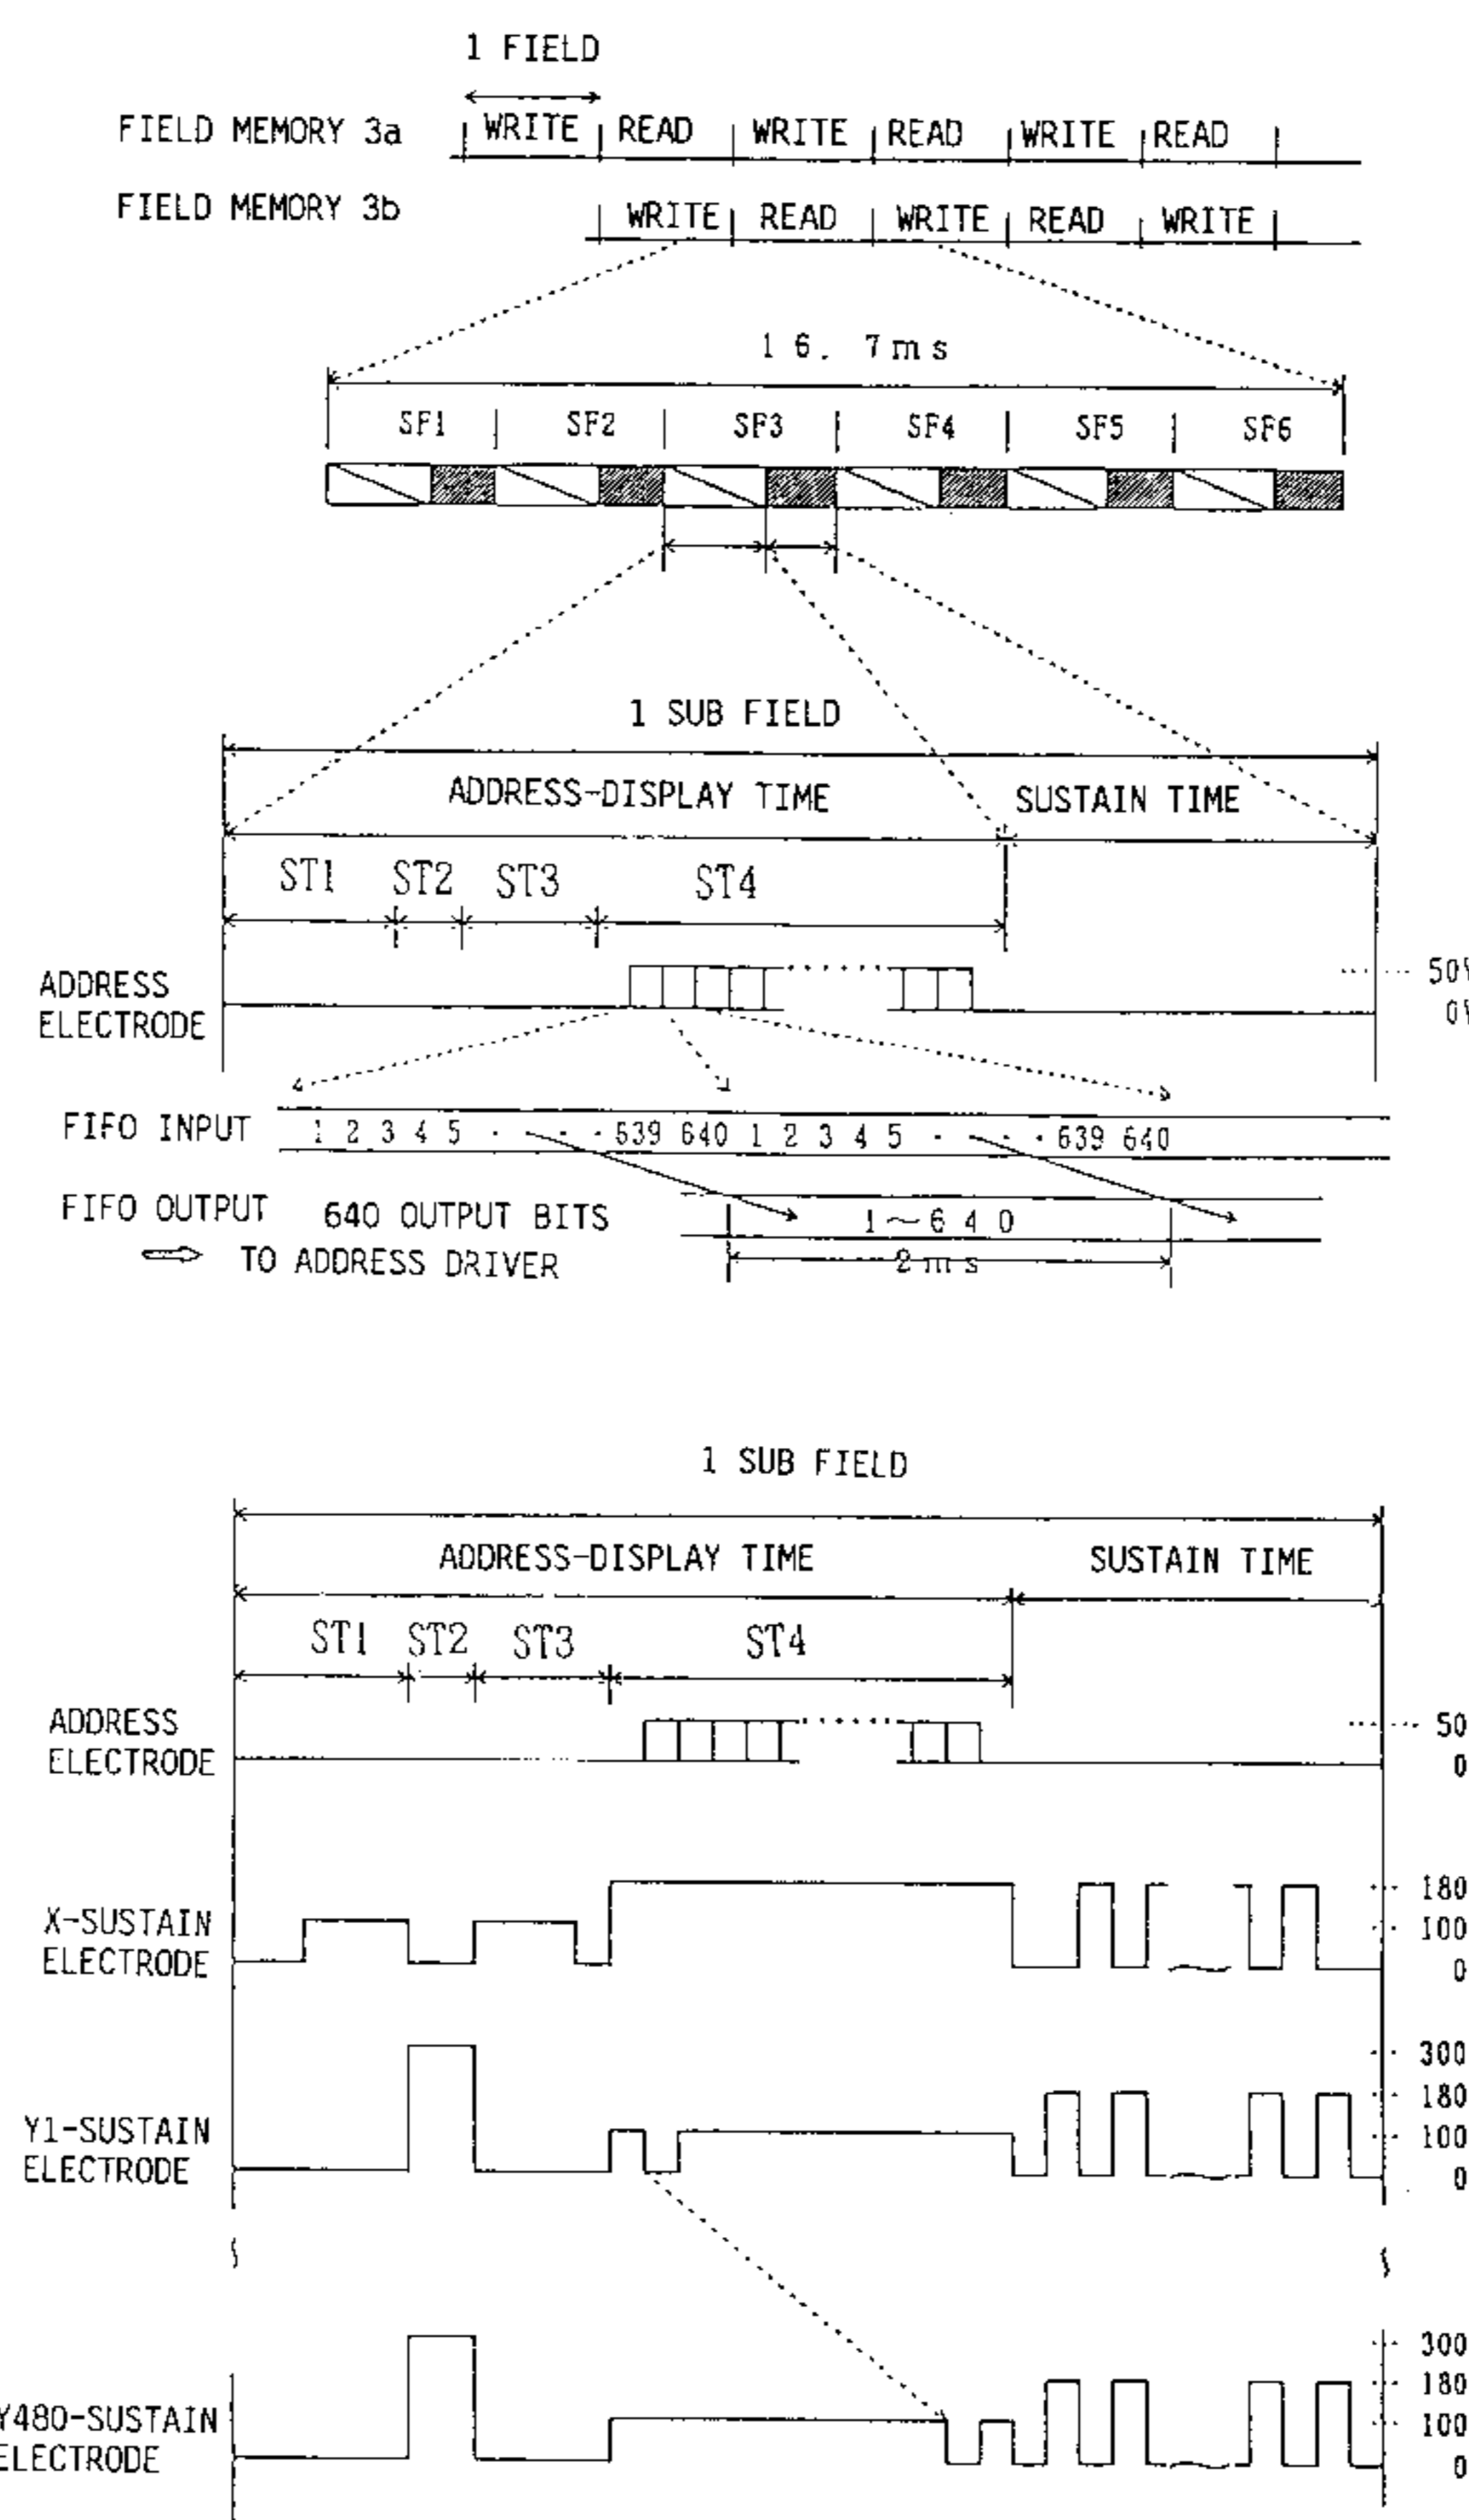 1 FIELD
FIELD MEMORY 3a WRITE READ WRITE READ WRITE READ
FIELD MEMORY 3b WRITE READ WRITE READ WRITE
16. 7ms
SF1 SF2 SF3 SF4 SF5 SF6
1 SUB FIELD
ADDRESS-DISPLAY TIME SUSTAIN TIME
ST1 ST2 ST3 ST4
ADDRESS
ELECTRODE
50V
0V
FIFO INPUT 1 2 3 4 5 · · · · 639 640 1 2 3 4 5 · · · · 639 640
FIFO OUTPUT 640 OUTPUT BITS 1~640
⇒ TO ADDRESS DRIVER 2ms
1 SUB FIELD
ADDRESS-DISPLAY TIME SUSTAIN TIME
ST1 ST2 ST3 ST4
ADDRESS
ELECTRODE
50
0
X-SUSTAIN
ELECTRODE
180
100
0
Y1-SUSTAIN
ELECTRODE
300
180
100
0
Y480-SUSTAIN
ELECTRODE
300
180
100
0